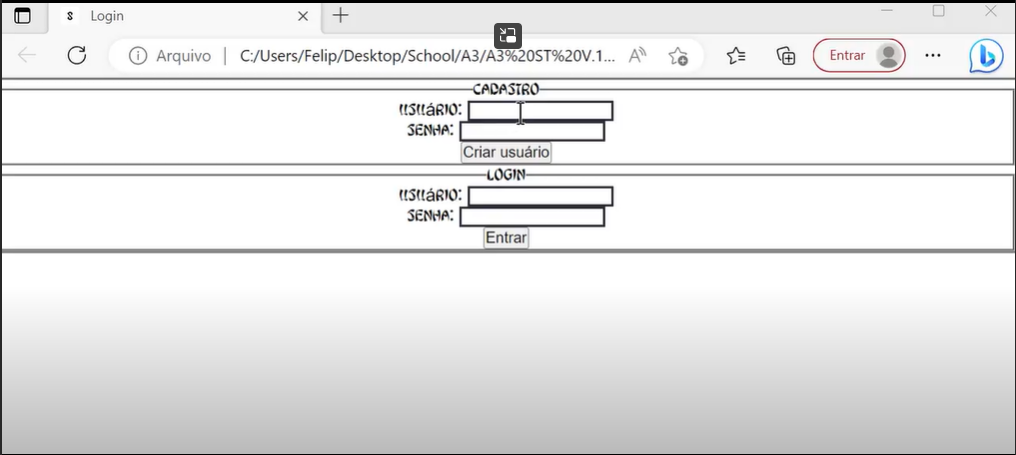 Login
Arquivo | C:/Users/Felip/Desktop/School/A3/A3%20ST%20V.1... Entrar
CADASTRO
USUÁRIO:
SENHA:
Criar usuário
LOGIN
USUÁRIO:
SENHA:
Entrar